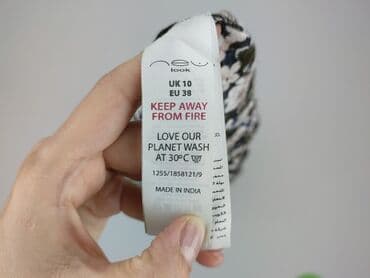 new
look
UK 10
EU 38
KEEP AWAY
FROM FIRE
LOVE OUR
PLANET WASH
AT 30ºC
1255/1858121/9
MADE IN INDIA